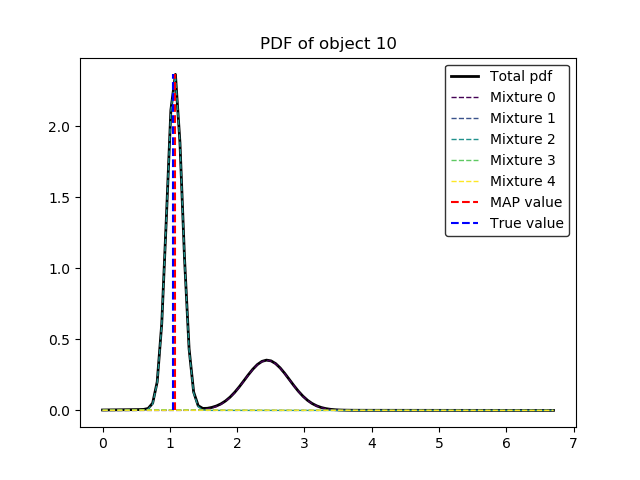 PDF of object 10
Total pdf
Mixture 0
Mixture 1
Mixture 2
Mixture 3
Mixture 4
MAP value
True value
2.0
1.5
1.0
0.5
0.0
0 1 2 3 4 5 6 7